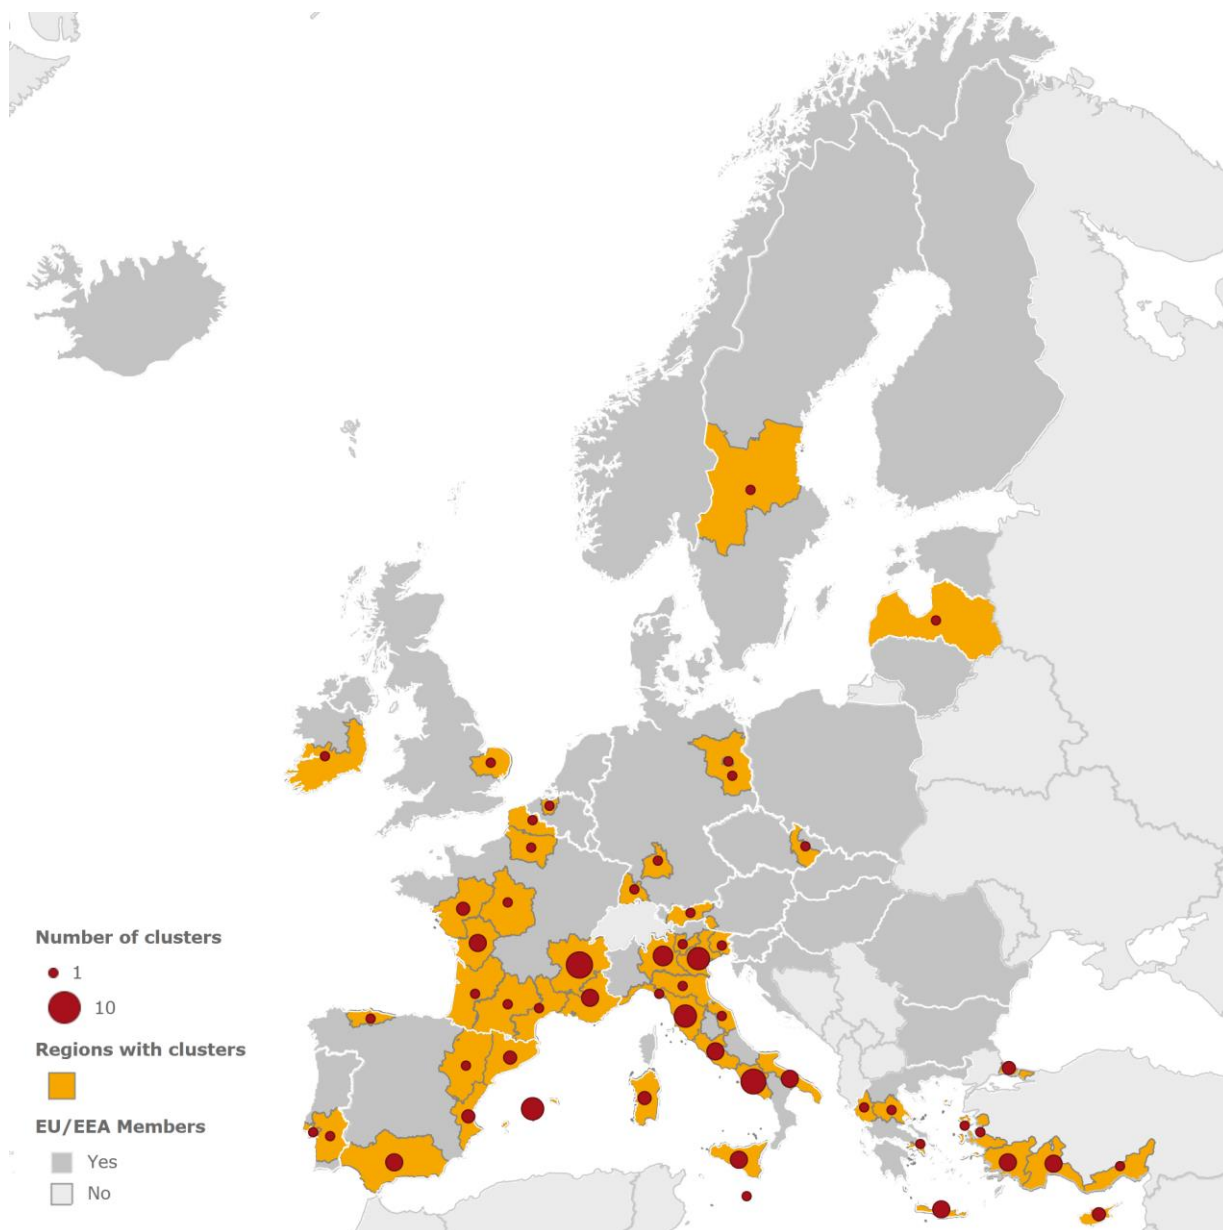 Number of clusters
1
10
Regions with clusters
EU/EEA Members
Yes
No